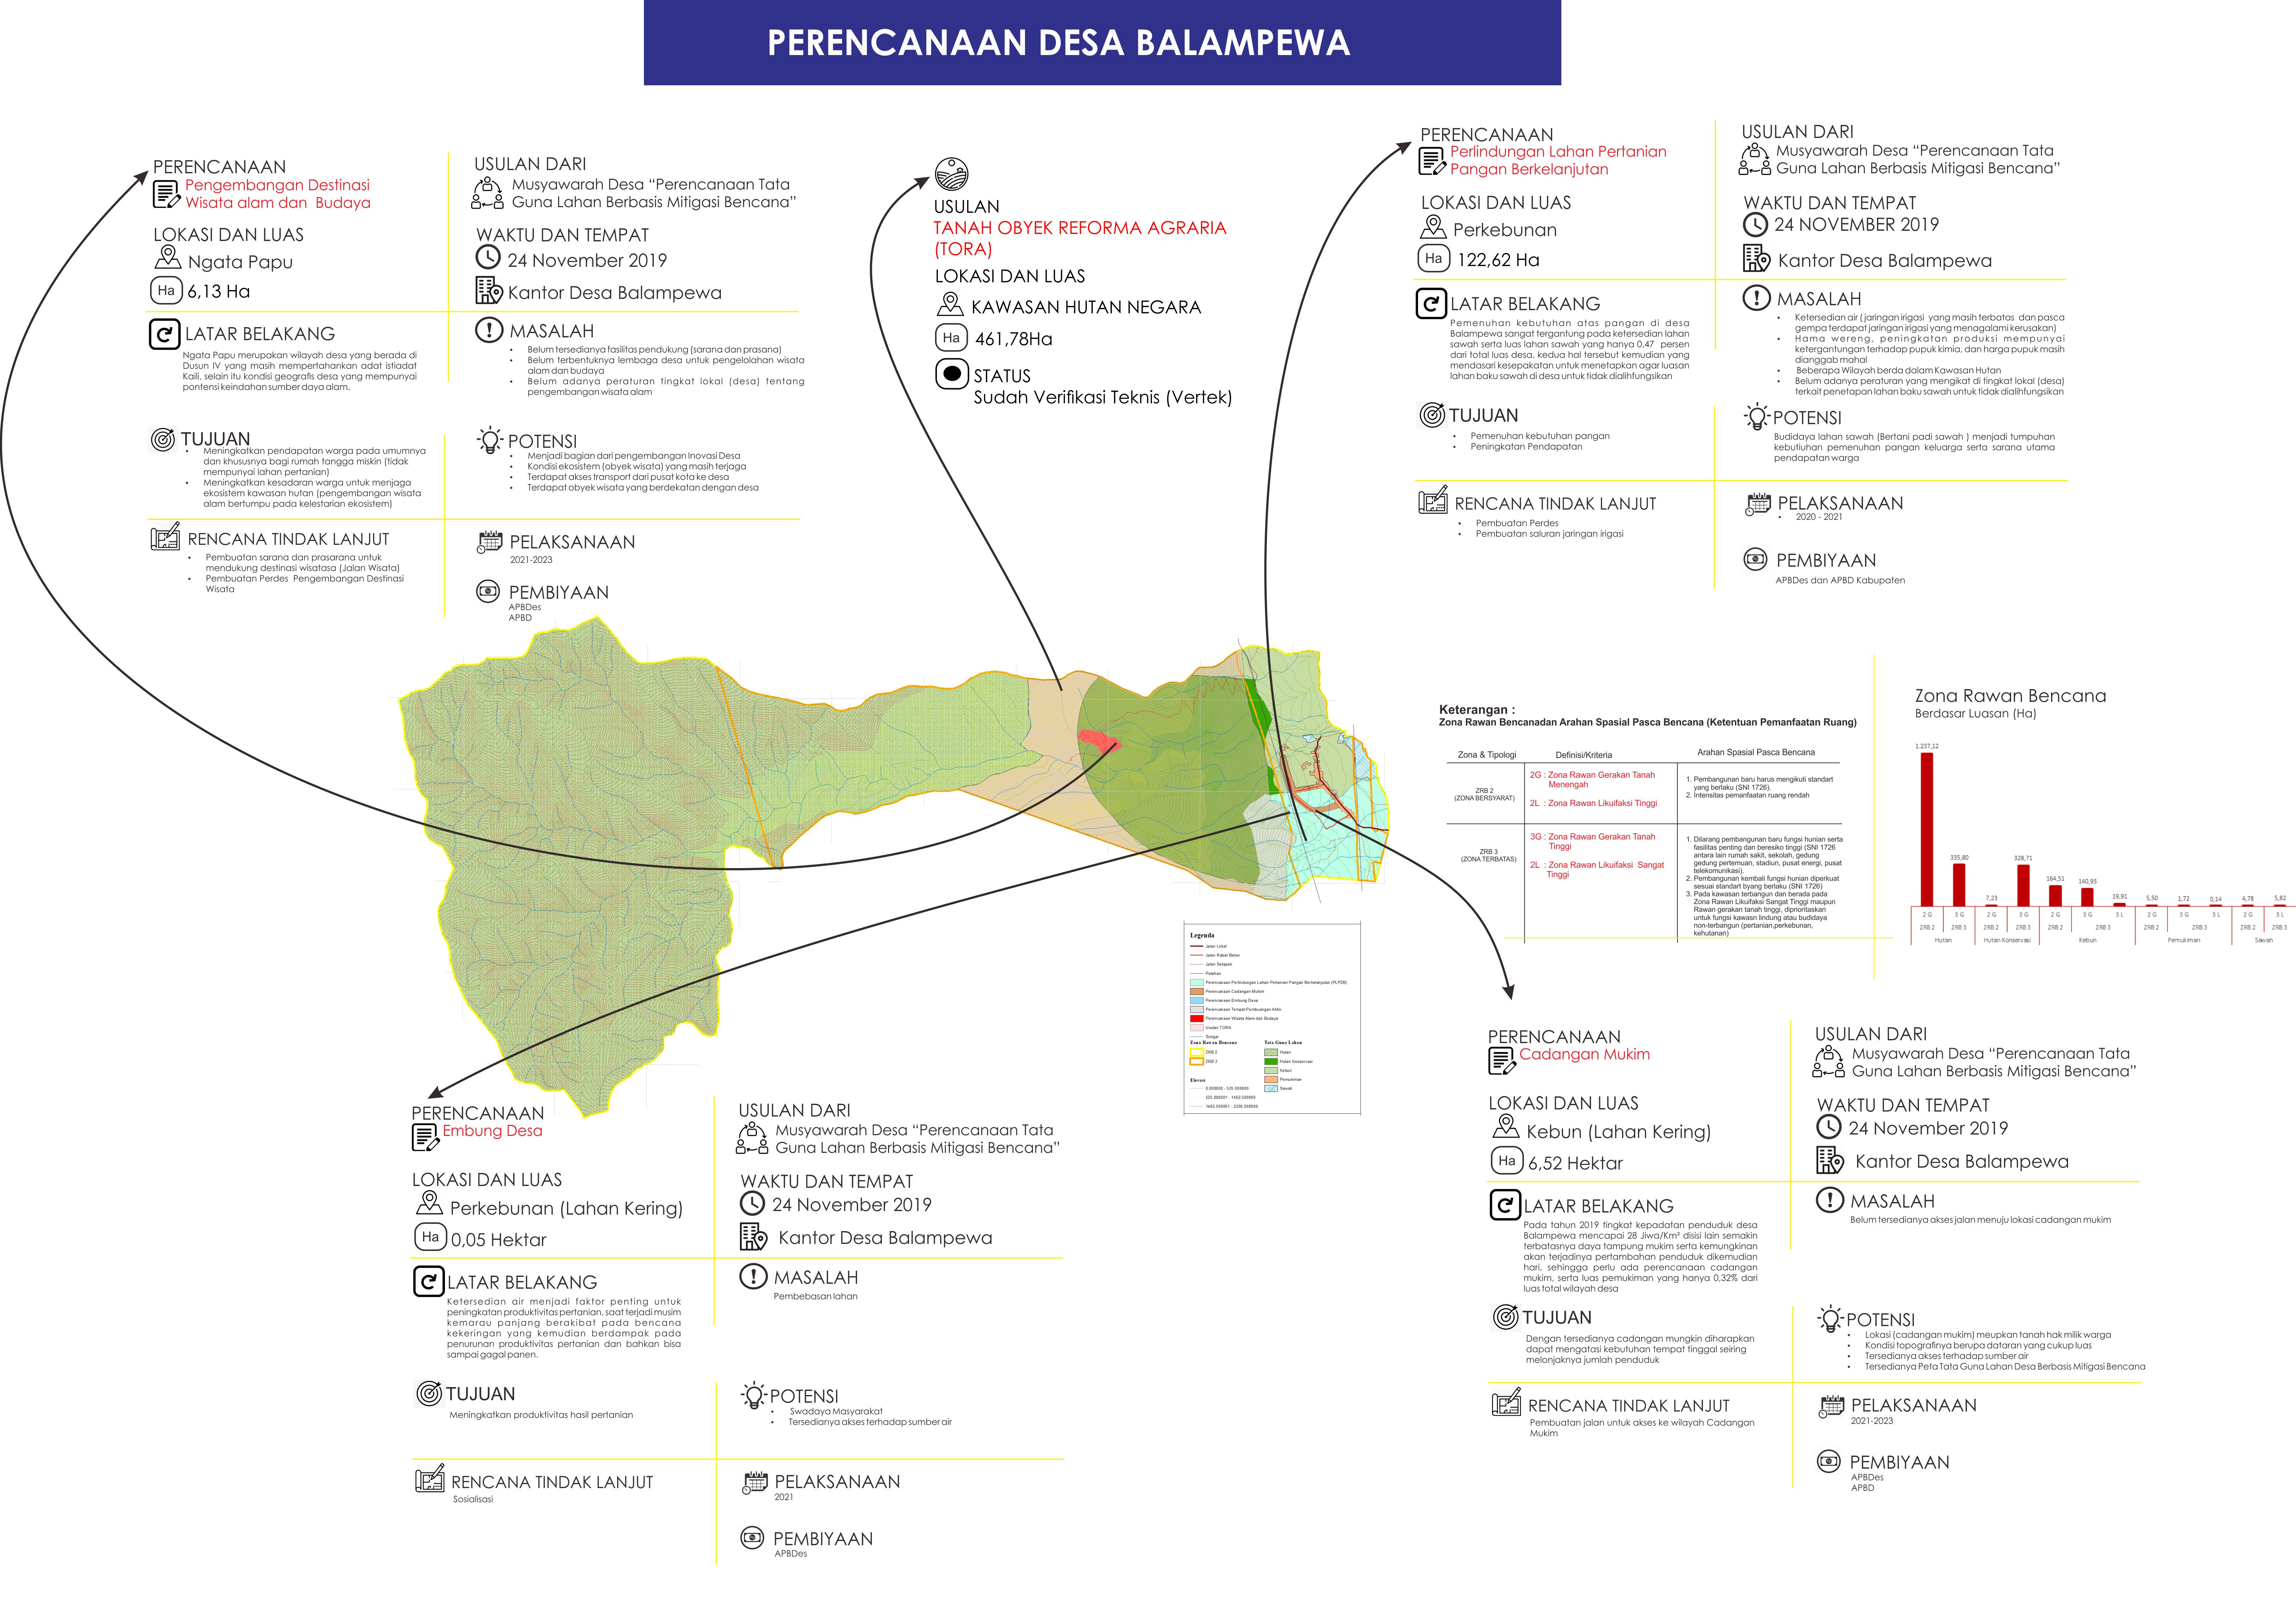 PERENCANAAN DESA BALAMPEWA
PERENCANAAN
Pengembangan Destinasi
Wisata alam dan Budaya
LOKASI DAN LUAS
Ngata Papu
Ha 6,13 Ha
USULAN DARI
Musyawarah Desa “Perencanaan Tata
Guna Lahan Berbasis Mitigasi Bencana”
WAKTU DAN TEMPAT
24 November 2019
Kantor Desa Balampewa
LATAR BELAKANG
Ngata Papu merupakan wilayah desa yang berada di
Dusun IV yang masih mempertahankan adat istiadat
Kaili, selain itu kondisi geografis desa yang mempunyai
pontensi keindahan sumber daya alam.
MASALAH
• Belum tersedianya fasilitas pendukung (sarana dan prasana)
• Belum terbentuknya lembaga desa untuk pengelolahan wisata
alam dan budaya
• Belum adanya peraturan tingkat lokal (desa) tentang
pengembangan wisata alam
TUJUAN
• Meningkatkan pendapatan warga pada umumnya
dan khususnya bagi rumah tangga miskin (tidak
mempunyai lahan pertanian)
• Meningkatkan kesadaran warga untuk menjaga
ekosistem kawasan hutan (pengembangan wisata
alam bertumpu pada kelestarian ekosistem)
POTENSI
• Menjadi bagian dari pengembangan Inovasi Desa
• Kondisi ekosistem (obyek wisata) yang masih terjaga
• Terdapat akses transport dari pusat kota ke desa
• Terdapat obyek wisata yang berdekatan dengan desa
RENCANA TINDAK LANJUT
• Pembuatan sarana dan prasarana untuk
mendukung destinasi wisatasa (Jalan Wisata)
• Pembuatan Perdes Pengembangan Destinasi
Wisata
PELAKSANAAN
2021-2023
PEMBIYAAN
APBDes
APBD
USULAN
TANAH OBYEK REFORMA AGRARIA
(TORA)
LOKASI DAN LUAS
KAWASAN HUTAN NEGARA
Ha 461,78Ha
STATUS
Sudah Verifikasi Teknis (Vertek)
PERENCANAAN
Perlindungan Lahan Pertanian
Pangan Berkelanjutan
LOKASI DAN LUAS
Perkebunan
Ha 122,62 Ha
USULAN DARI
Musyawarah Desa “Perencanaan Tata
Guna Lahan Berbasis Mitigasi Bencana”
WAKTU DAN TEMPAT
24 NOVEMBER 2019
Kantor Desa Balampewa
LATAR BELAKANG
Pemenuhan kebutuhan atas pangan di desa
Balampewa sangat tergantung pada ketersedian lahan
sawah serta luas lahan sawah yang hanya 0,47 persen
dari total luas desa, kedua hal tersebut kemudian yang
mendasari kesepakatan untuk menetapkan agar luasan
lahan baku sawah di desa untuk tidak dialihfungsikan
MASALAH
• Ketersedian air ( jaringan irigasi yang masih terbatas dan pasca
gempa terdapat jaringan irigasi yang menagalami kerusakan)
• Hama wereng, peningkatan produksi mempunyai
ketergantungan terhadap pupuk kimia, dan harga pupuk masih
dianggab mahal
• Beberapa Wilayah berda dalam Kawasan Hutan
• Belum adanya peraturan yang mengikat di tingkat lokal (desa)
terkait penetapan lahan baku sawah untuk tidak dialihfungsikan
TUJUAN
• Pemenuhan kebutuhan pangan
• Peningkatan Pendapatan
POTENSI
Budidaya lahan sawah (Bertani padi sawah ) menjadi tumpuhan
kebutiuhan pemenuhan pangan keluarga serta sarana utama
pendapatan warga
RENCANA TINDAK LANJUT
• Pembuatan Perdes
• Pembuatan saluran jaringan irigasi
PELAKSANAAN
• 2020 - 2021
PEMBIYAAN
APBDes dan APBD Kabupaten
Keterangan :
Zona Rawan Bencanadan Arahan Spasial Pasca Bencana (Ketentuan Pemanfaatan Ruang)
Zona & Tipologi Definisi/Kriteria Arahan Spasial Pasca Bencana
ZRB 2
(ZONA BERSYARAT)
2G : Zona Rawan Gerakan Tanah
Menengah
2L : Zona Rawan Likuifaksi Tinggi
1. Pembangunan baru harus mengikuti standart
yang berlaku (SNI 1726).
2. Intensitas pemanfaatan ruang rendah
ZRB 3
(ZONA TERBATAS)
3G : Zona Rawan Gerakan Tanah
Tinggi
2L : Zona Rawan Likuifaksi Sangat
Tinggi
1. Dilarang pembangunan baru fungsi hunian serta
fasilitas penting dan beresiko tinggi (SNI 1726
antara lain rumah sakit, sekolah, gedung
gedung pertemuan, stadiun, pusat energi, pusat
telekomunikasi).
2. Pembangunan kembali fungsi hunian diperkuat
sesuai standart byang berlaku (SNI 1726)
3. Pada kawasan terbangun dan berada pada
Zona Rawan Likuifaksi Sangat Tinggi maupun
Rawan gerakan tanah tinggi, diprioritaskan
untuk fungsi kawasn lindung atau budidaya
non-terbangun (pertanian,perkebunan,
kehutanan)
Zona Rawan Bencana
Berdasar Luasan (Ha)
1.237,12 335,80 7,23 328,71 164,51 140,93 19,91 5,50 1,72 0,14 4,78 5,82
2 G 3 G 2 G 3 G 2 G 3 G 3 L 2 G 3 G 3 L 2 G 3 L
ZRB 2 ZRB 3 ZRB 2 ZRB 3 ZRB 2 ZRB 3 ZRB 2 ZRB 3 ZRB 2 ZRB 3
Hutan Hutan Konservasi Kebun Pemukiman Sawah
Legenda
Jalan Lokal
Jalan Rabat Beton
Jalan Setapak
Patahan
Perencanaan Perlindungan Lahan Pertanian Pangan Berkelanjutan (PLP2B)
Perencanaan Cadangan Mukim
Perencanaan Embung Desa
Perencanaan Tempat Pembuangan Akhir
Perencanaan Wisata Alam dan Budaya
Usulan TORA
Sungai
Zona Rawan Bencana
ZRB 2
ZRB 3
Elevasi
0.000000 - 525.000000
525.000001 - 1462.500000
1462.500001 - 2200.000000
Tata Guna Lahan
Hutan
Hutan Konservasi
Kebun
Pemukiman
Sawah
PERENCANAAN
Embung Desa
LOKASI DAN LUAS
Perkebunan (Lahan Kering)
Ha 0,05 Hektar
USULAN DARI
Musyawarah Desa “Perencanaan Tata
Guna Lahan Berbasis Mitigasi Bencana”
WAKTU DAN TEMPAT
24 November 2019
Kantor Desa Balampewa
LATAR BELAKANG
Ketersedian air menjadi faktor penting untuk
peningkatan produktivitas pertanian, saat terjadi musim
kemarau panjang berakibat pada bencana
kekeringan yang kemudian berdampak pada
penurunan produktivitas pertanian dan bahkan bisa
sampai gagal panen.
MASALAH
Pembebasan lahan
TUJUAN
Meningkatkan produktivitas hasil pertanian
POTENSI
• Swadaya Masyarakat
• Tersedianya akses terhadap sumber air
RENCANA TINDAK LANJUT
Sosialisasi
PELAKSANAAN
2021
PEMBIYAAN
APBDes
PERENCANAAN
Cadangan Mukim
LOKASI DAN LUAS
Kebun (Lahan Kering)
Ha 6,52 Hektar
USULAN DARI
Musyawarah Desa “Perencanaan Tata
Guna Lahan Berbasis Mitigasi Bencana”
WAKTU DAN TEMPAT
24 November 2019
Kantor Desa Balampewa
LATAR BELAKANG
Pada tahun 2019 tingkat kepadatan penduduk desa
Balampewa mencapai 28 Jiwa/Km² disisi lain semakin
terbatasnya daya tampung mukim serta kemungkinan
akan terjadinya pertambahan penduduk dikemudian
hari, sehingga perlu ada perencanaan cadangan
mukim, serta luas pemukiman yang hanya 0,32% dari
luas total wilayah desa
MASALAH
Belum tersedianya akses jalan menuju lokasi cadangan mukim
TUJUAN
Dengan tersedianya cadangan mungkin diharapkan
dapat mengatasi kebutuhan tempat tinggal seiring
melonjaknya jumlah penduduk
POTENSI
• Lokasi (cadangan mukim) meupkan tanah hak milik warga
• Kondisi topografinya berupa dataran yang cukup luas
• Tersedianya akses terhadap sumber air
• Tersedianya Peta Tata Guna Lahan Desa Berbasis Mitigasi Bencana
RENCANA TINDAK LANJUT
Pembuatan jalan untuk akses ke wilayah Cadangan
Mukim
PELAKSANAAN
2021-2023
PEMBIYAAN
APBDes
APBD